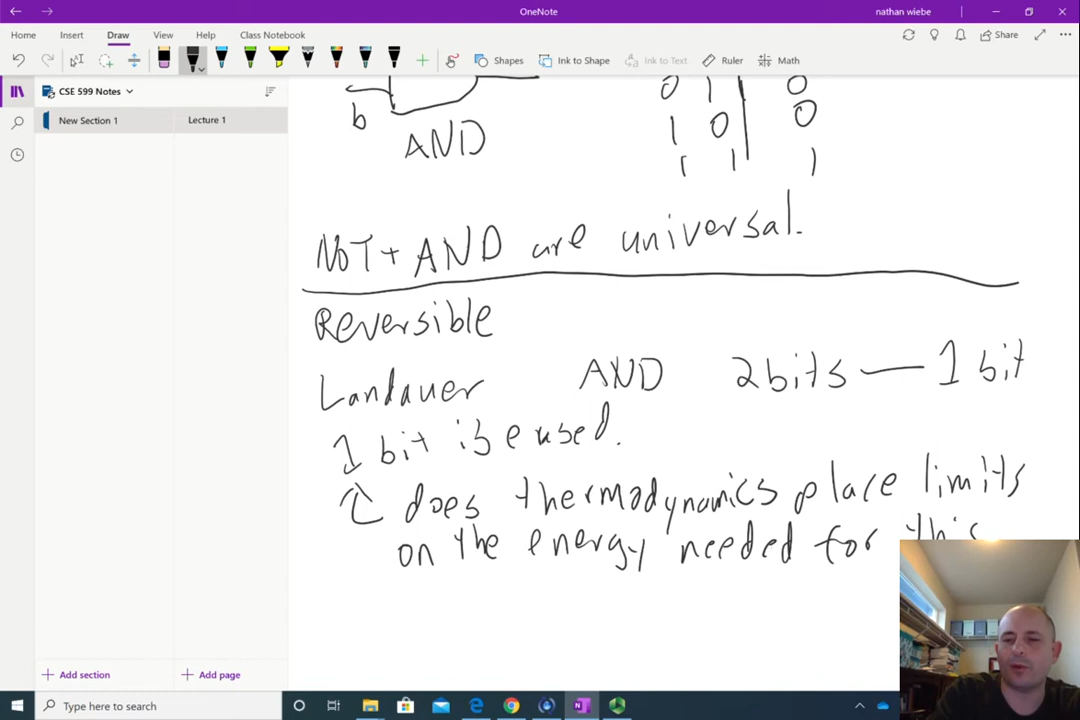 OneNote
nathan wiebe
Home Insert Draw View Help Class Notebook
Share
Shapes Ink to Shape Ink to Text Ruler Math
CSE 599 Notes
New Section 1 Lecture 1
0 1 0
b 1 0 0
AND 1 1 1
NOT + AND are universal.
Reversible
Landauer AND 2 bits — 1 bit
1 bit is eused.
does thermodynamics place limits
on the energy needed for this
Add section Add page
Type here to search